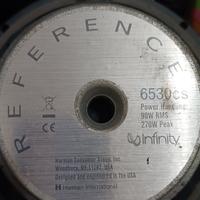 REFERENCE
6530cs
Power Handling:
90W RMS
270W Peak
Infinity
Harman Consumer Group, Inc.
Woodbury, NY 11797, USA
Designed and engineered in the USA
H Harman International